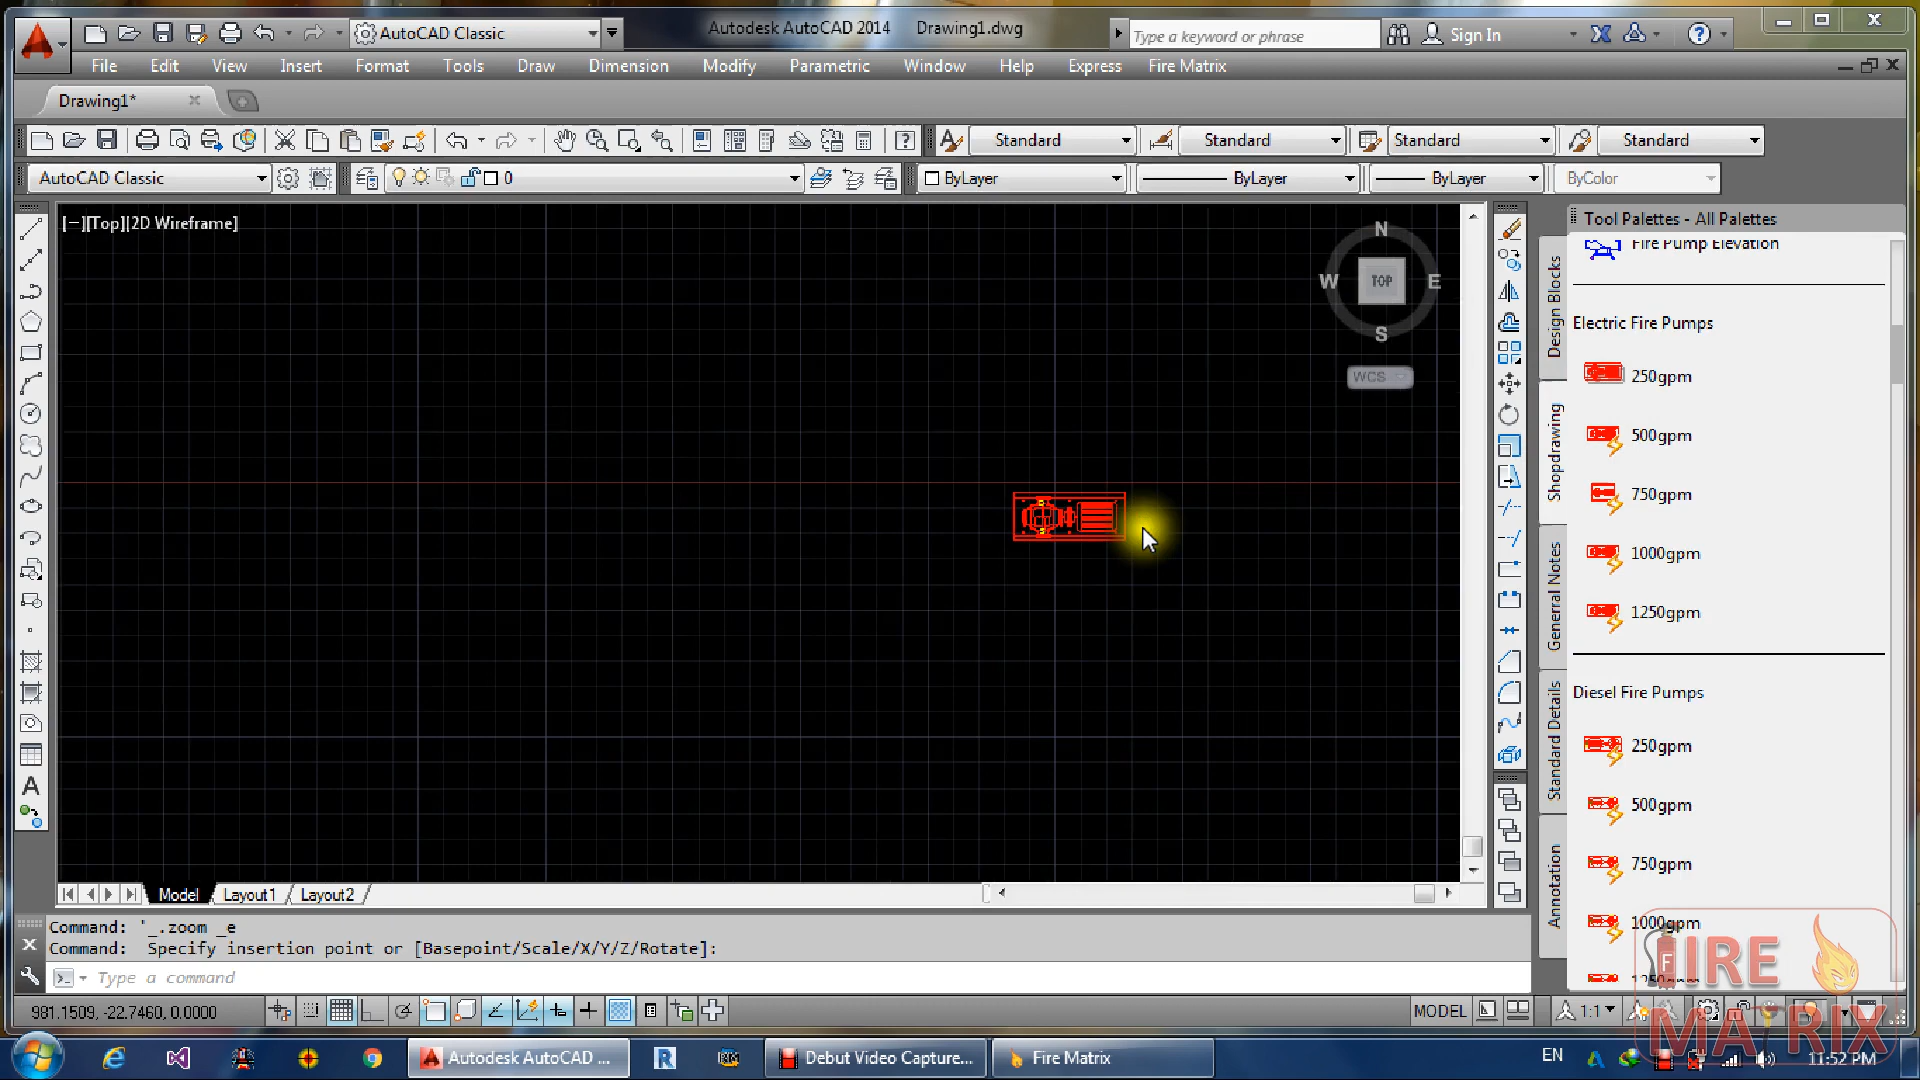 AutoCAD Classic
Autodesk AutoCAD 2014 Drawing1.dwg
Type a keyword or phrase
Sign In
File Edit View Insert Format Tools Draw Dimension Modify Parametric Window Help Express Fire Matrix
Drawing1*
Standard Standard Standard Standard
AutoCAD Classic 0 ByLayer ByLayer ByLayer ByColor
[−][Top][2D Wireframe]
N
W TOP E
S
WCS
Tool Palettes - All Palettes
Fire Pump Elevation
Electric Fire Pumps
250gpm
500gpm
750gpm
1000gpm
1250gpm
Diesel Fire Pumps
250gpm
500gpm
750gpm
1000gpm
1250gpm
Design Blocks
Shopdrawing
Generral Notes
Standard Details
Annotation
Model Layout1 Layout2
Command: '_.zoom _e
Command: Specify insertion point or [Basepoint/Scale/X/Y/Z/Rotate]:
Type a command
981.1509, -22.7460, 0.0000
MODEL 1:1
FIRE
MATRIX
Autodesk AutoCAD ...
Debut Video Capture...
Fire Matrix
EN
11:52 PM